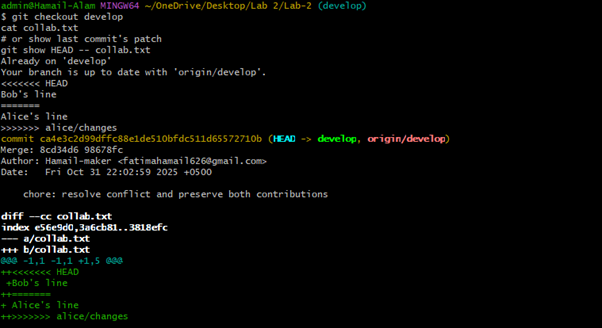 admin@Hamail-Alam MINGW64 ~/OneDrive/Desktop/Lab 2/Lab-2 (develop)
$ git checkout develop
cat collab.txt
# or show last commit's patch
git show HEAD -- collab.txt
Already on 'develop'
Your branch is up to date with 'origin/develop'.
<<<<<<< HEAD
Bob's line
=======
Alice's line
>>>>>>> alice/changes
commit ca4e3c2d99dffc88e1de510bfdc511d65572710b (HEAD -> develop, origin/develop)
Merge: 8cd34d6 98678fc
Author: Hamail-maker <fatimahamail626@gmail.com>
Date:   Fri Oct 31 22:02:59 2025 +0500

    chore: resolve conflict and preserve both contributions

diff --cc collab.txt
index e56e9d0,3a6cb81..3818efc
--- a/collab.txt
+++ b/collab.txt
@@@ -1,1 -1,1 +1,5 @@@
++<<<<<<< HEAD
 +Bob's line
++=======
+ Alice's line
++>>>>>>> alice/changes